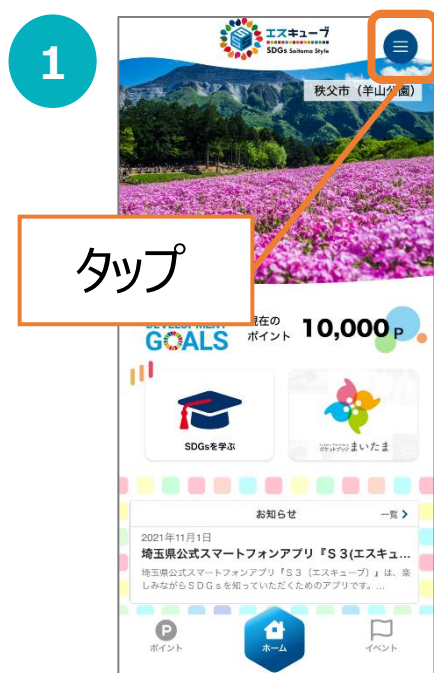 1
エスキューブ
SDGs Saitama Style
秩父市（羊山公園）
タップ
GOALS
現在の
ポイント
10,000 P
SDGsを学ぶ
ポケットブック まいたま
お知らせ
一覧 >
2021年11月1日
埼玉県公式スマートフォンアプリ『S3(エスキュ...
埼玉県公式スマートフォンアプリ『S３（エスキューブ）』は、楽
しみながらＳＤＧｓを知っていただくためのアプリです。...
P
ポイント
ホーム
イベント